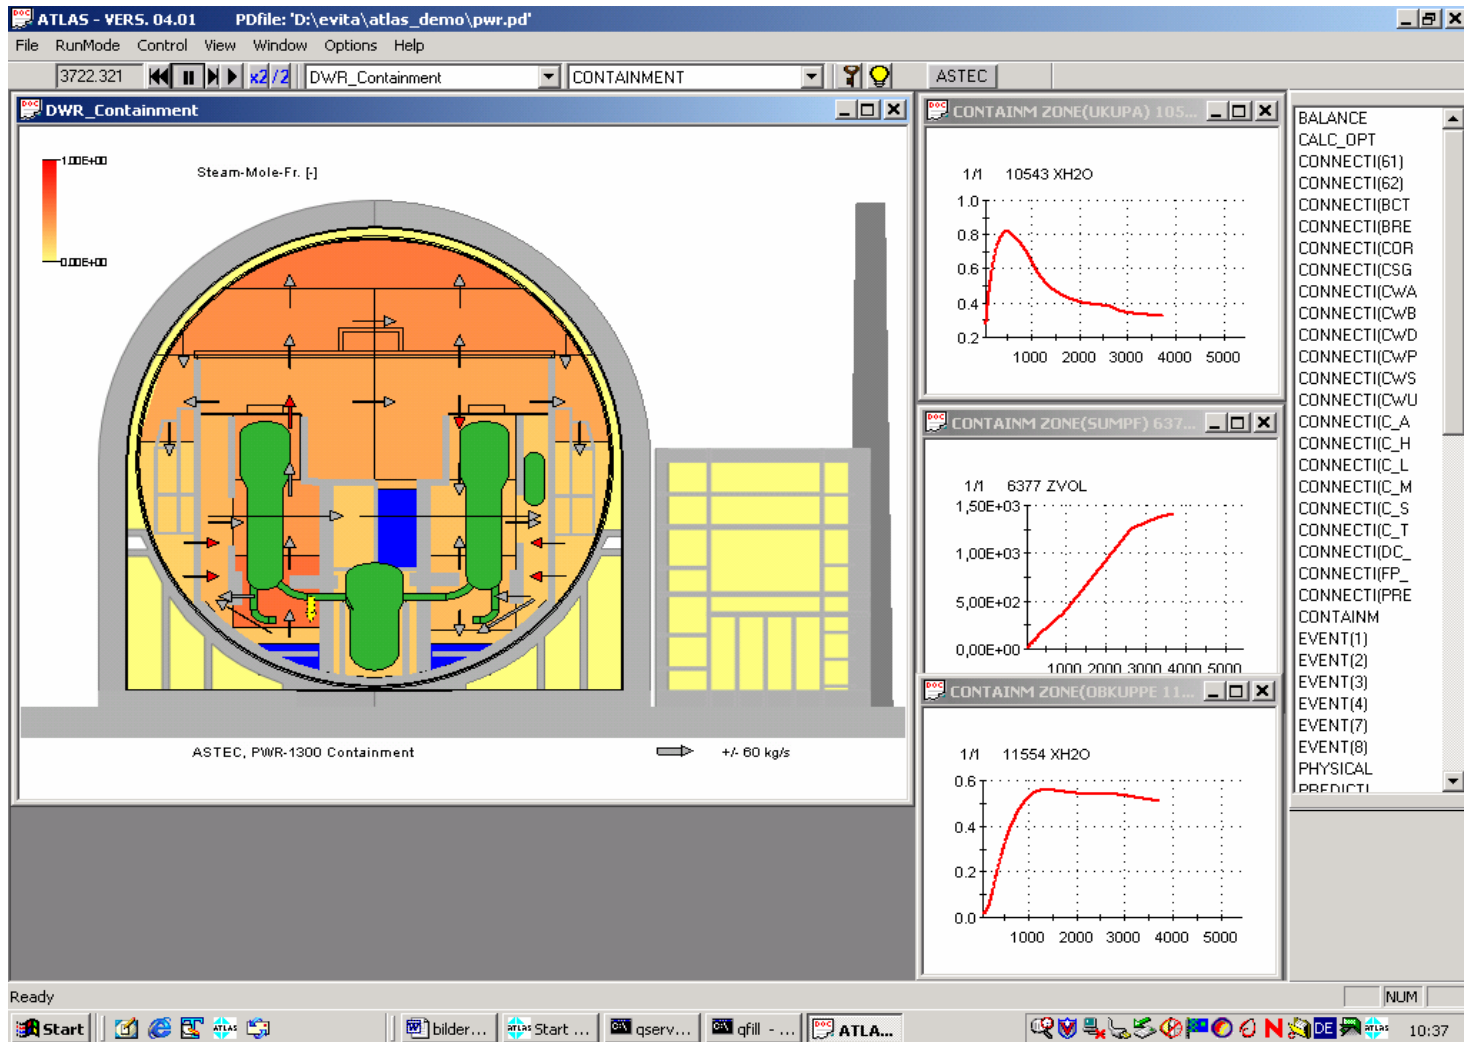 ATLAS - VERS. 04.01 PDfile: 'D:\evita\atlas_demo\pwr.pd'
File RunMode Control View Window Options Help
3722.321 x2 /2 DWR_Containment CONTAINMENT ASTEC
DWR_Containment
1.00E+00
0.00E+00
Steam-Mole-Fr. [-]
ASTEC, PWR-1300 Containment
+/- 60 kg/s
CONTAINM ZONE(UKUPA) 105...
1/1 10543 XH2O
1.0
0.8
0.6
0.4
0.2
1000 2000 3000 4000 5000
CONTAINM ZONE(SUMPF) 637...
1/1 6377 ZVOL
1,50E+03
1,00E+03
5,00E+02
0,00E+00
1000 2000 3000 4000 5000
CONTAINM ZONE(OBKUPPE 11...
1/1 11554 XH2O
0.6
0.4
0.2
0.0
1000 2000 3000 4000 5000
BALANCE
CALC_OPT
CONNECTI(61)
CONNECTI(62)
CONNECTI(BCT
CONNECTI(BRE
CONNECTI(COR
CONNECTI(CSG
CONNECTI(CWA
CONNECTI(CWB
CONNECTI(CWD
CONNECTI(CWP
CONNECTI(CWS
CONNECTI(CWU
CONNECTI(C_A
CONNECTI(C_H
CONNECTI(C_L
CONNECTI(C_M
CONNECTI(C_S
CONNECTI(C_T
CONNECTI(DC_
CONNECTI(FP_
CONNECTI(PRE
CONTAINM
EVENT(1)
EVENT(2)
EVENT(3)
EVENT(4)
EVENT(7)
EVENT(8)
PHYSICAL
PREDICTI
Ready
NUM
Start bilder... Start ... qserv... qfill - ... ATLA... DE 10:37